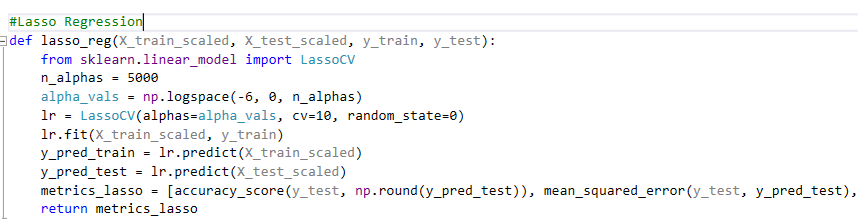 #Lasso Regression
def lasso_reg(X_train_scaled, X_test_scaled, y_train, y_test):
    from sklearn.linear_model import LassoCV
    n_alphas = 5000
    alpha_vals = np.logspace(-6, 0, n_alphas)
    lr = LassoCV(alphas=alpha_vals, cv=10, random_state=0)
    lr.fit(X_train_scaled, y_train)
    y_pred_train = lr.predict(X_train_scaled)
    y_pred_test = lr.predict(X_test_scaled)
    metrics_lasso = [accuracy_score(y_test, np.round(y_pred_test)), mean_squared_error(y_test, y_pred_test),
    return metrics_lasso